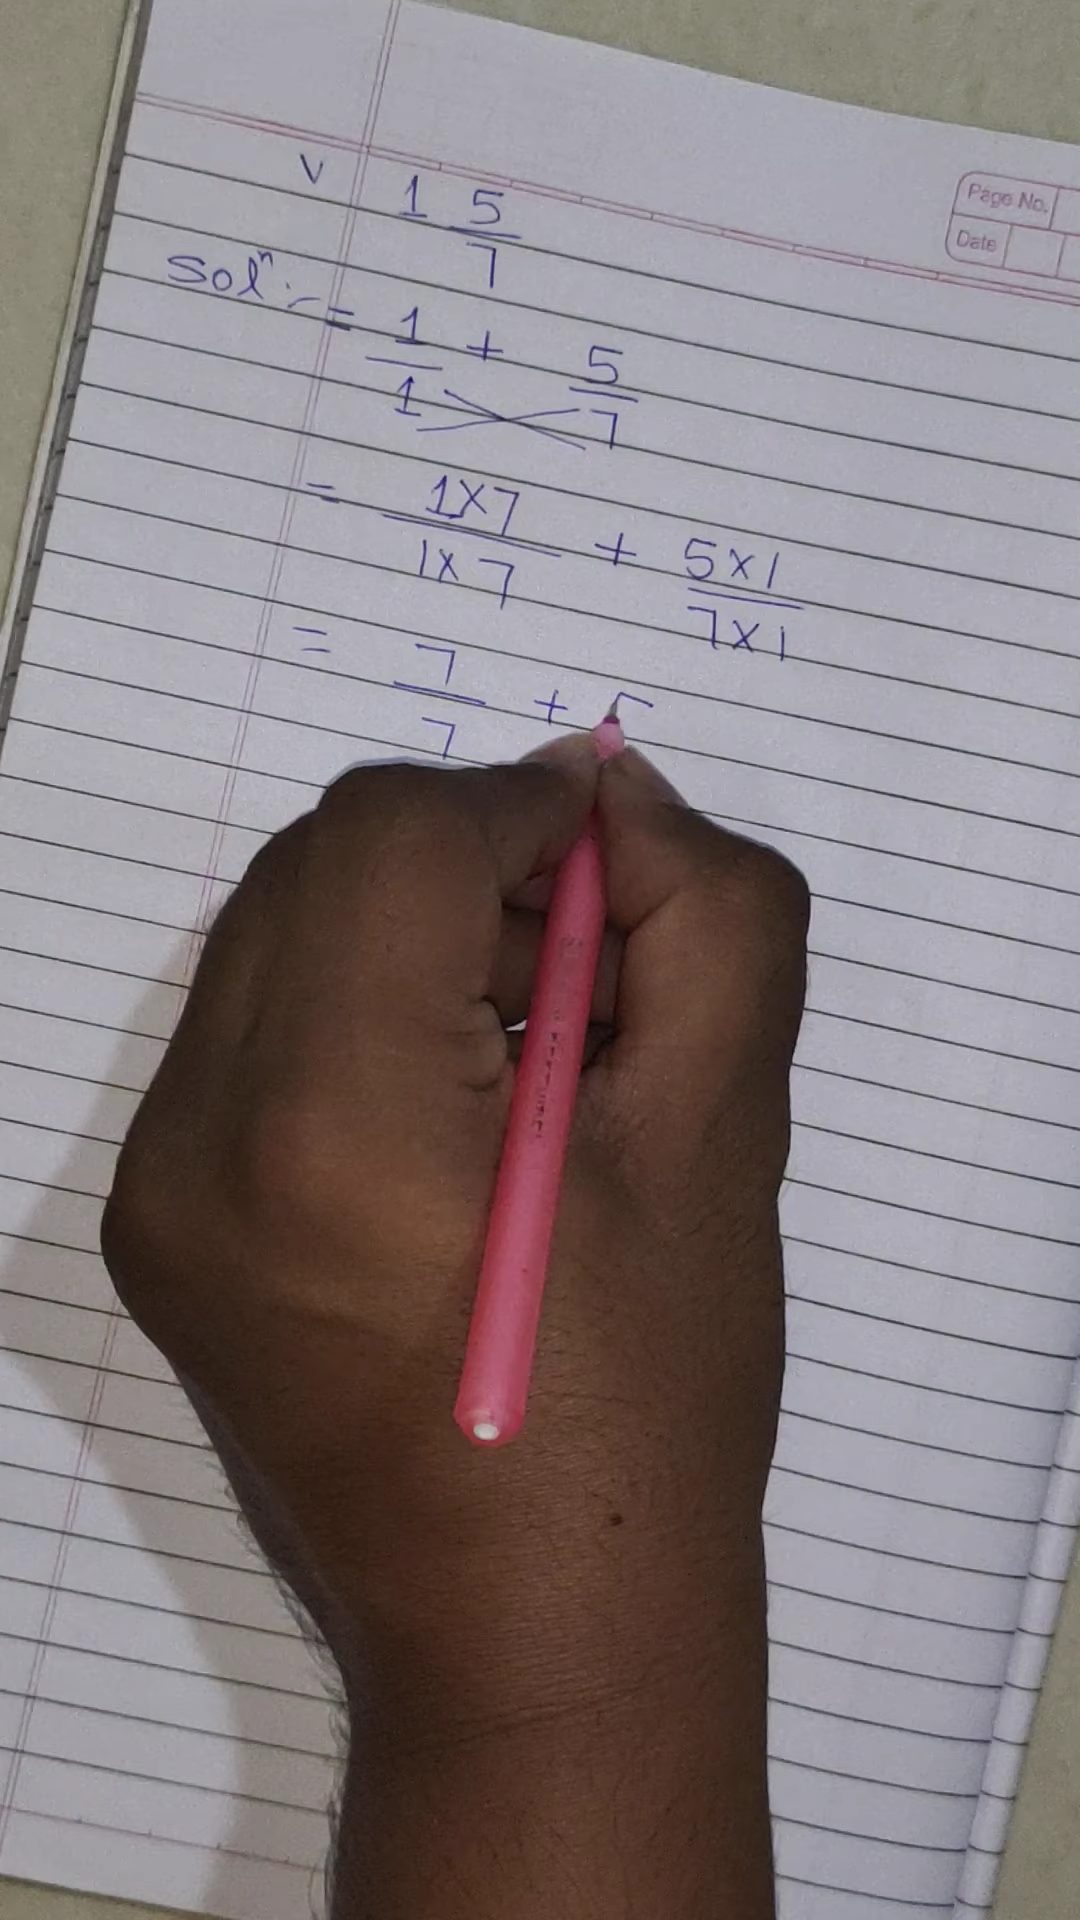 Page No.
Date
V 1 5/7
Solⁿ :- = 1/1 + 5/7
= 1×7/1×7 + 5×1/7×1
= 7/7 +